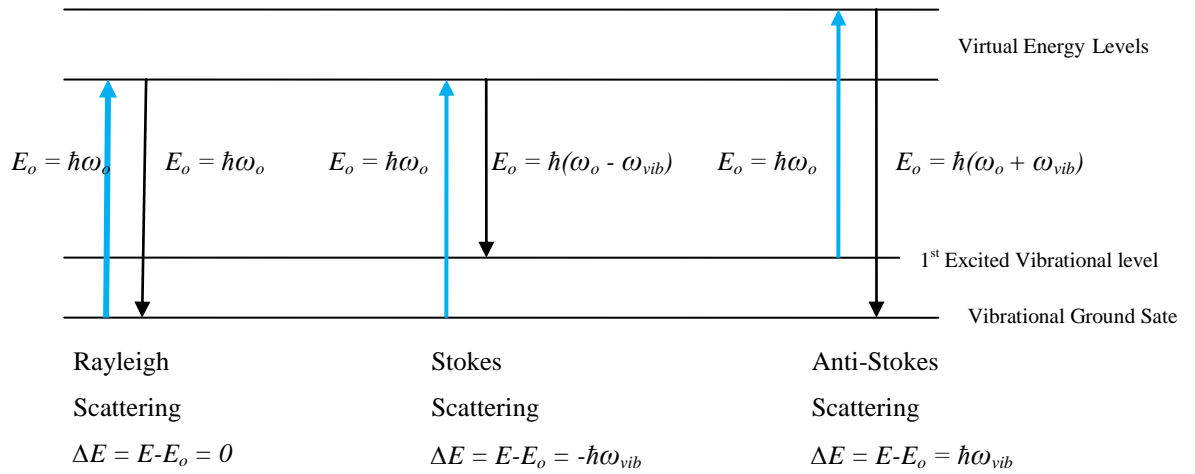 Virtual Energy Levels
E_o = ħω_o E_o = ħω_o E_o = ħω_o E_o = ħ(ω_o - ω_vib) E_o = ħω_o E_o = ħ(ω_o + ω_vib)
1st Excited Vibrational level
Vibrational Ground Sate
Rayleigh Stokes Anti-Stokes
Scattering Scattering Scattering
ΔE = E-E_o = 0 ΔE = E-E_o = -ħω_vib ΔE = E-E_o = ħω_vib